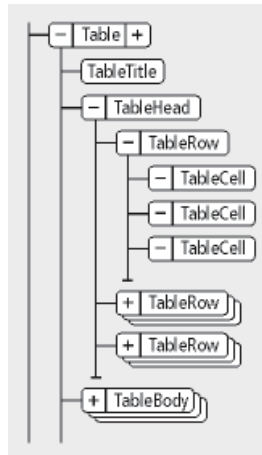 − Table +
TableTitle
− TableHead
− TableRow
− TableCell
− TableCell
− TableCell
+ TableRow
+ TableRow
+ TableBody